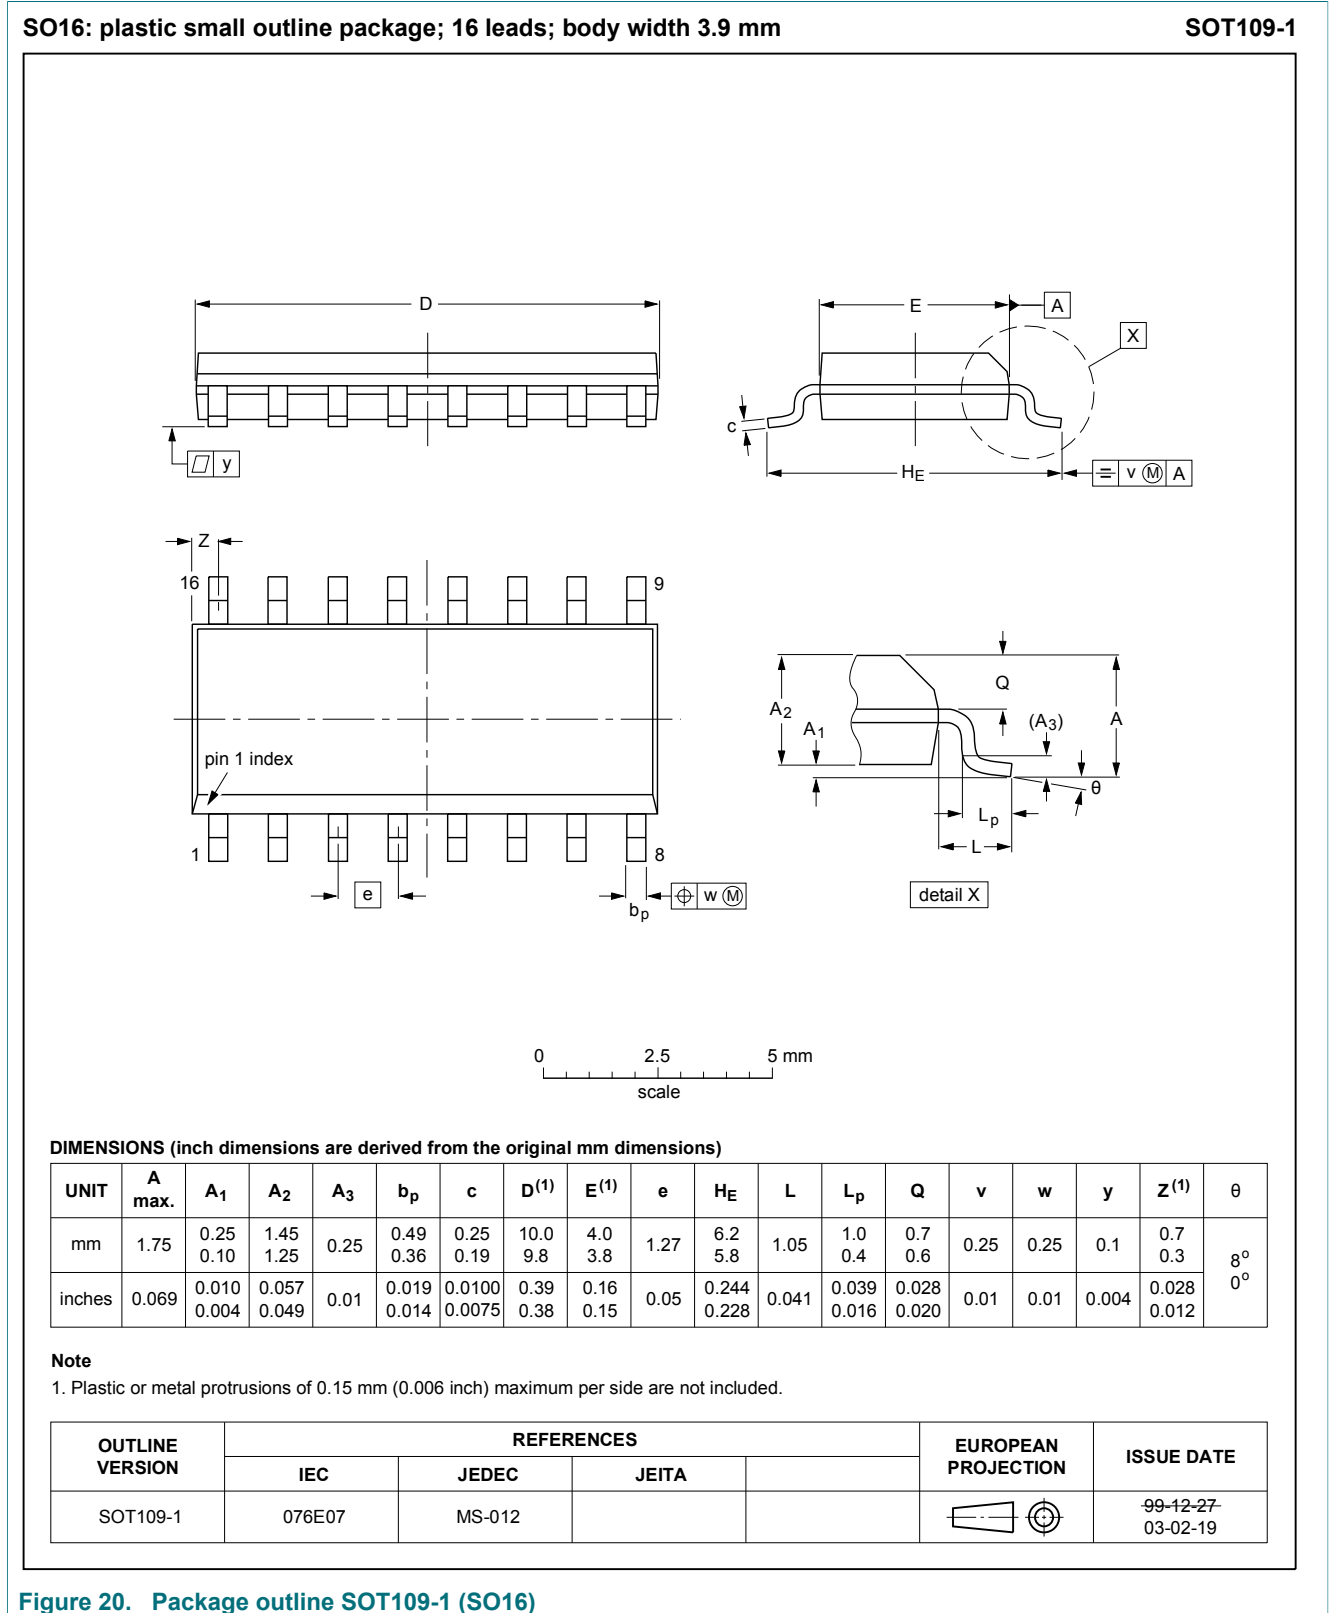 SO16: plastic small outline package; 16 leads; body width 3.9 mm SOT109-1
D
E A
X
c
y
HE
v M A
Z
16 9
Q
A2
A1
(A3)
A
pin 1 index
θ
Lp
L
1 8
e
w M
bp
detail X
0 2.5 5 mm
scale
DIMENSIONS (inch dimensions are derived from the original mm dimensions)
UNIT A max. A1 A2 A3 bp c D(1) E(1) e HE L Lp Q v w y Z(1) θ
mm 1.75 0.25 0.10 1.45 1.25 0.25 0.49 0.36 0.25 0.19 10.0 9.8 4.0 3.8 1.27 6.2 5.8 1.05 1.0 0.4 0.7 0.6 0.25 0.25 0.1 0.7 0.3 8° 0°
inches 0.069 0.010 0.004 0.057 0.049 0.01 0.019 0.014 0.0100 0.0075 0.39 0.38 0.16 0.15 0.05 0.244 0.228 0.041 0.039 0.016 0.028 0.020 0.01 0.01 0.004 0.028 0.012
Note
1. Plastic or metal protrusions of 0.15 mm (0.006 inch) maximum per side are not included.
OUTLINE VERSION REFERENCES EUROPEAN PROJECTION ISSUE DATE
IEC JEDEC JEITA
SOT109-1 076E07 MS-012 99-12-27
03-02-19
Figure 20. Package outline SOT109-1 (SO16)